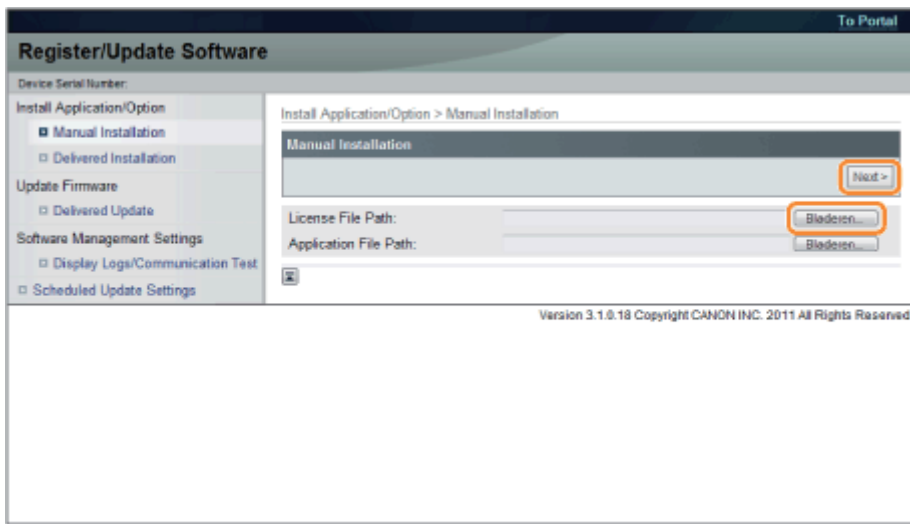 To Portal
Register/Update Software
Device Serial Number:
Install Application/Option
Manual Installation
Delivered Installation
Update Firmware
Delivered Update
Software Management Settings
Display Logs/Communication Test
Scheduled Update Settings
Install Application/Option > Manual Installation
Manual Installation
Next >
License File Path:
Bladeren...
Application File Path:
Bladeren...
Version 3.1.0.18 Copyright CANON INC. 2011 All Rights Reserved